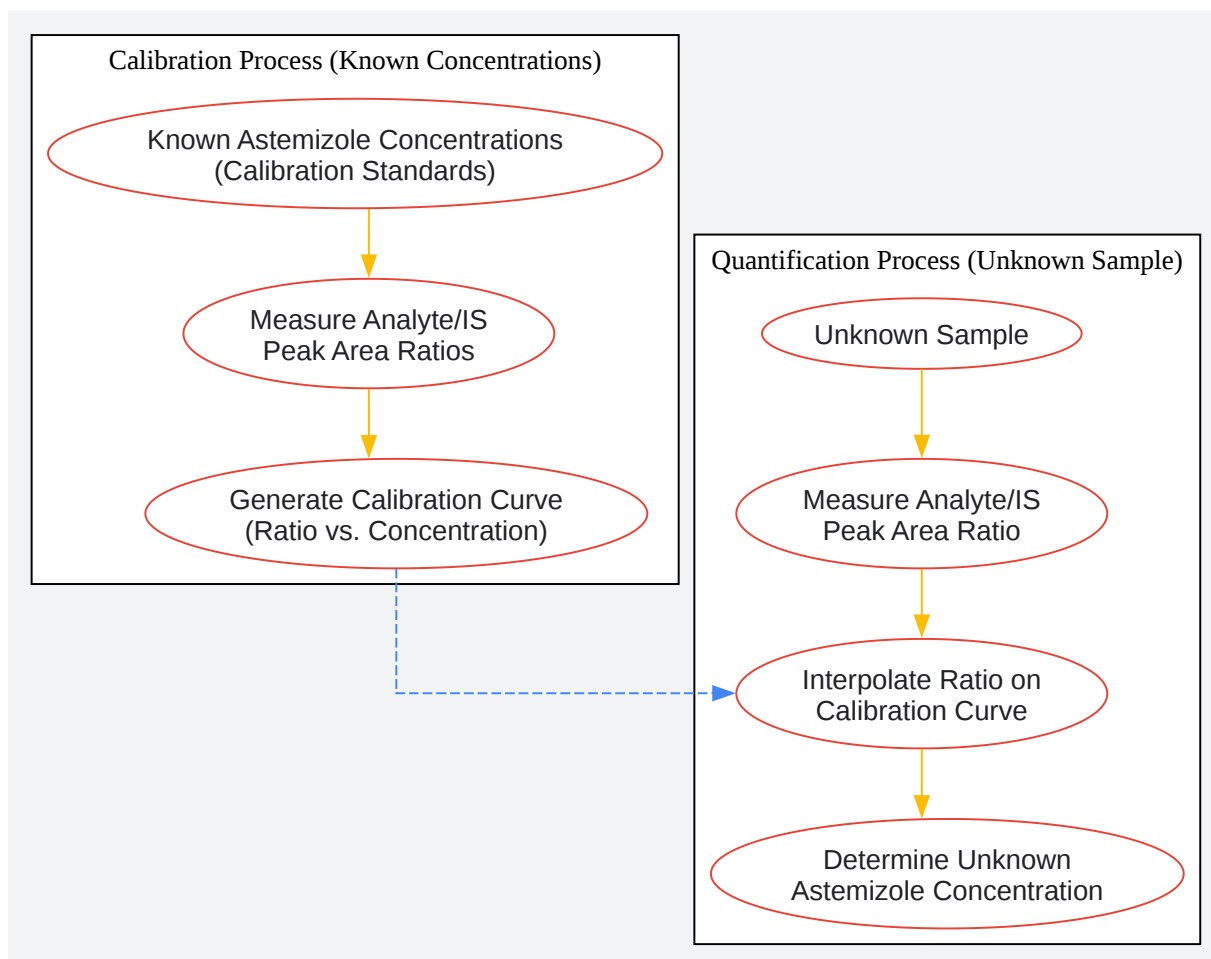 Calibration Process (Known Concentrations)
Known Astemizole Concentrations
(Calibration Standards)
Measure Analyte/IS
Peak Area Ratios
Generate Calibration Curve
(Ratio vs. Concentration)
Quantification Process (Unknown Sample)
Unknown Sample
Measure Analyte/IS
Peak Area Ratio
Interpolate Ratio on
Calibration Curve
Determine Unknown
Astemizole Concentration